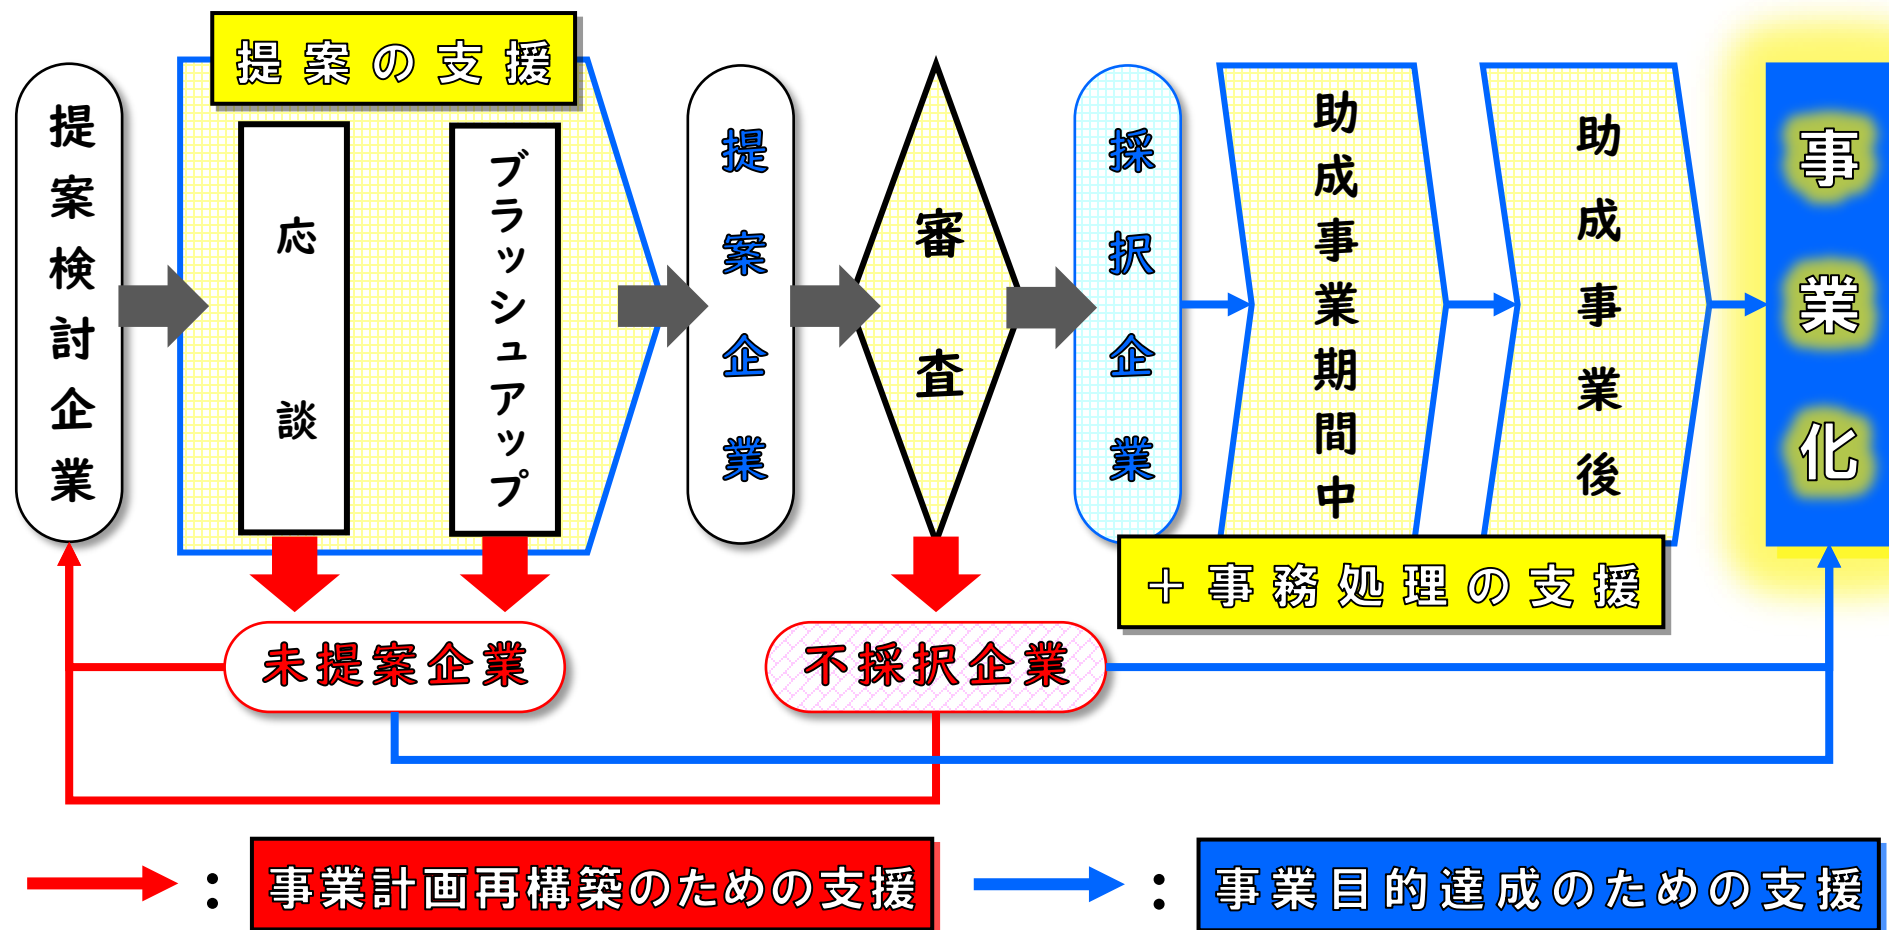 提案の支援
提案検討企業
応談
ブラッシュアップ
提案企業
審査
採択企業
助成事業期間中
助成事業後
事業化
＋事務処理の支援
未提案企業
不採択企業
：
事業計画再構築のための支援
：
事業目的達成のための支援